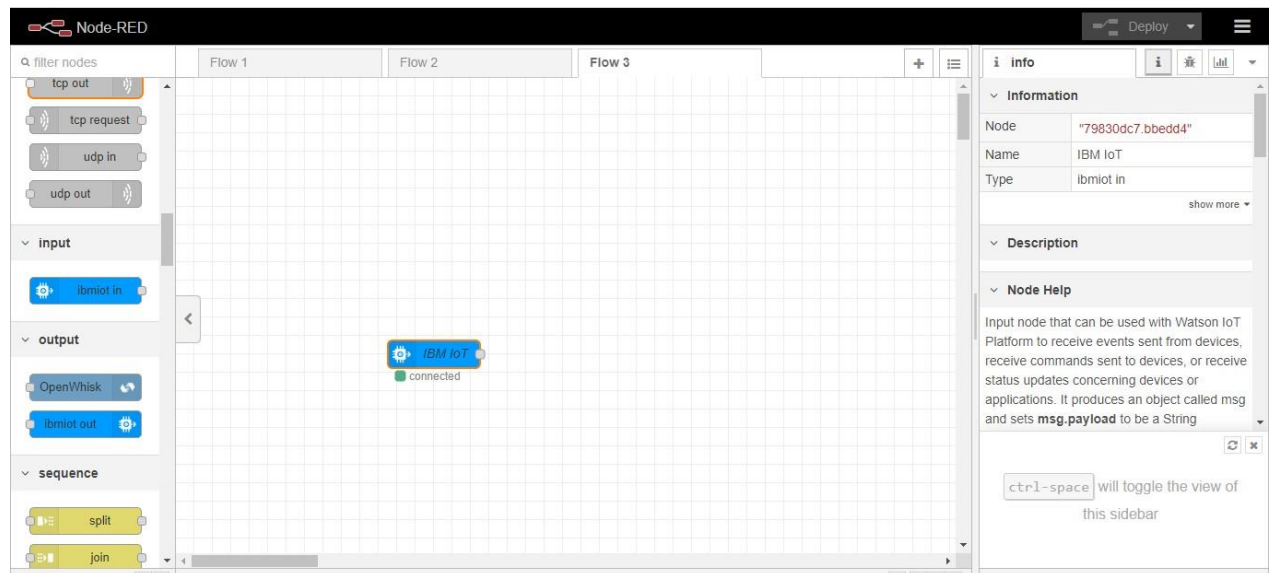 Node-RED
Deploy
filter nodes
Flow 1
Flow 2
Flow 3
i info
i
tcp out
tcp request
udp in
udp out
input
ibmiot in
output
OpenWhisk
ibmiot out
sequence
split
join
IBM IoT
connected
Information
Node "79830dc7.bbedd4"
Name IBM IoT
Type ibmiot in
show more
Description
Node Help
Input node that can be used with Watson IoT
Platform to receive events sent from devices,
receive commands sent to devices, or receive
status updates concerning devices or
applications. It produces an object called msg
and sets msg.payload to be a String
ctrl-space will toggle the view of
this sidebar